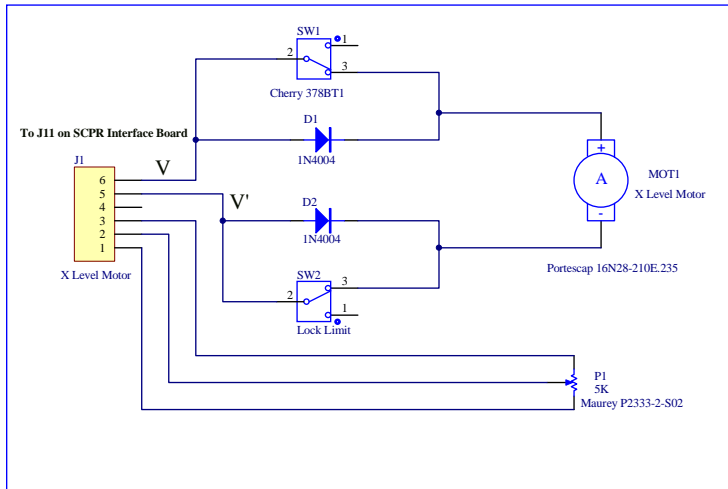 SW1
1
2
3
Cherry 378BT1
To J11 on SCPR Interface Board
D1
1N4004
J1
V
6
5
4
3
2
1
X Level Motor
V'
D2
1N4004
SW2
3
2
1
Lock Limit
+
A
-
MOT1
X Level Motor
Portescap 16N28-210E.235
P1
5K
Maurey P2333-2-S02